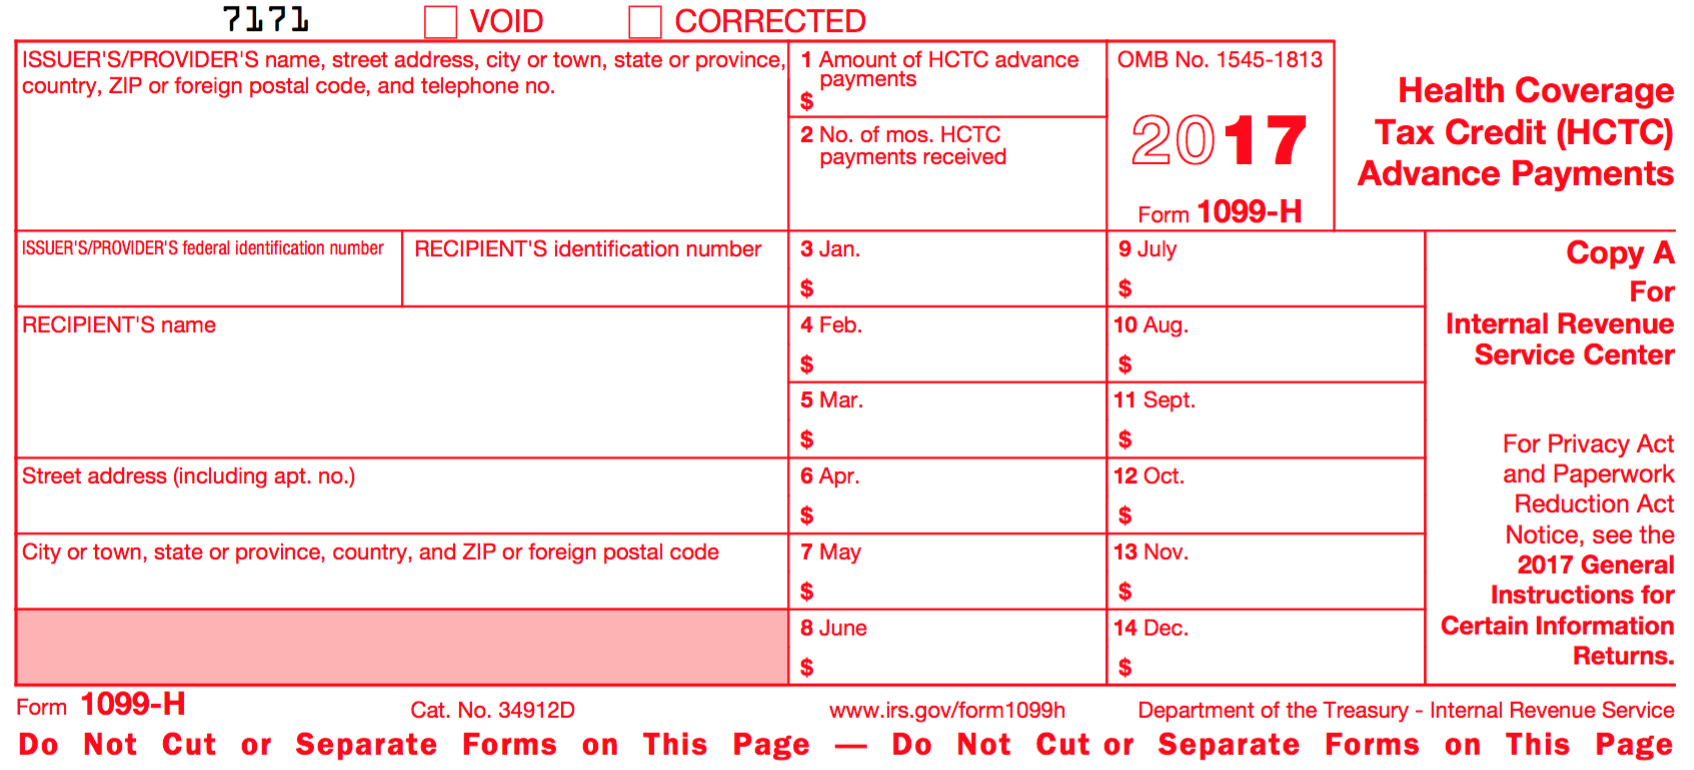 7171 VOID CORRECTED
ISSUER'S/PROVIDER'S name, street address, city or town, state or province,
country, ZIP or foreign postal code, and telephone no.
1 Amount of HCTC advance
payments
$
2 No. of mos. HCTC
payments received
OMB No. 1545-1813
2017
Form 1099-H
Health Coverage
Tax Credit (HCTC)
Advance Payments
ISSUER'S/PROVIDER'S federal identification number
RECIPIENT'S identification number
3 Jan.
$
9 July
$
Copy A
For
Internal Revenue
Service Center
RECIPIENT'S name
4 Feb.
$
10 Aug.
$
5 Mar.
$
11 Sept.
$
For Privacy Act
and Paperwork
Reduction Act
Notice, see the
2017 General
Instructions for
Certain Information
Returns.
Street address (including apt. no.)
6 Apr.
$
12 Oct.
$
City or town, state or province, country, and ZIP or foreign postal code
7 May
$
13 Nov.
$
8 June
$
14 Dec.
$
Form 1099-H Cat. No. 34912D www.irs.gov/form1099h Department of the Treasury - Internal Revenue Service
Do Not Cut or Separate Forms on This Page — Do Not Cut or Separate Forms on This Page